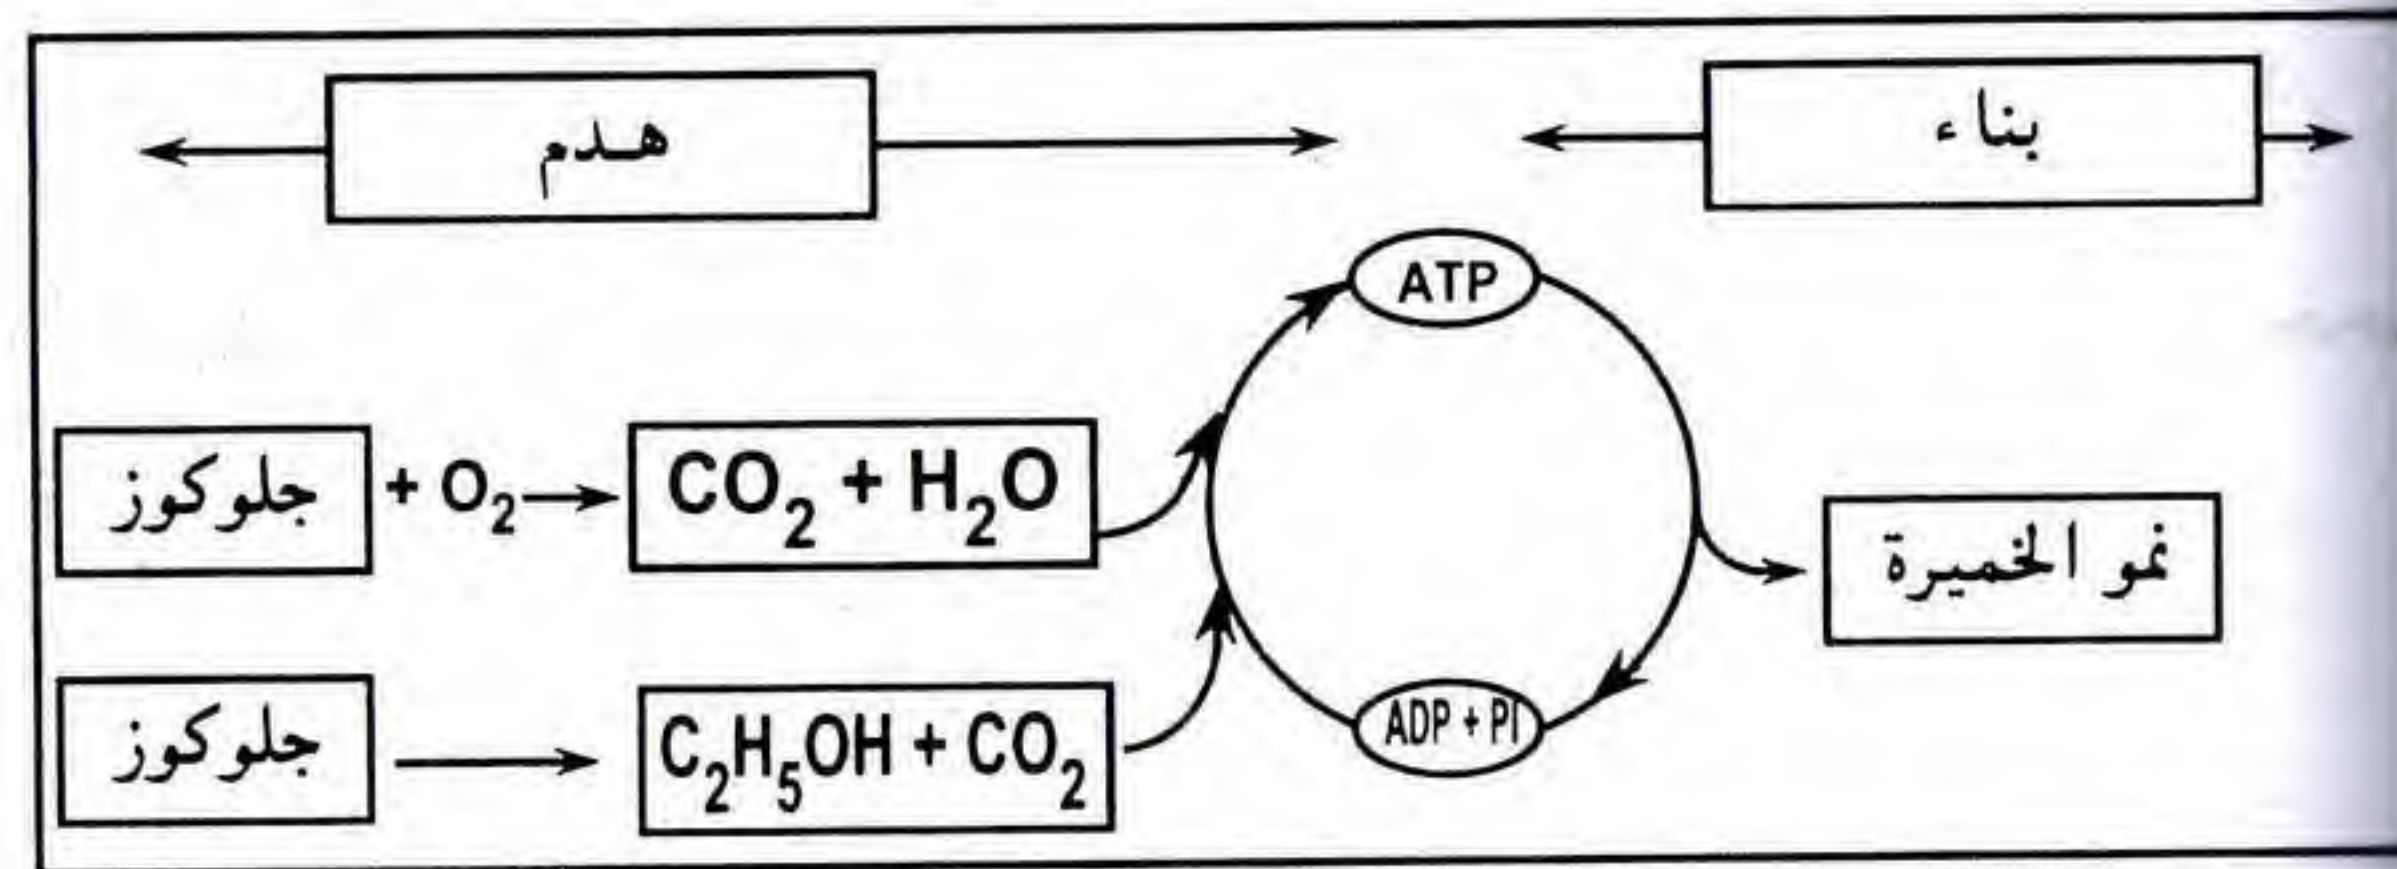 هدم
بناء
ATP
جلوكوز + O₂ → CO₂ + H₂O
نمو الخميرة
جلوكوز → C₂H₅OH + CO₂
ADP + PI